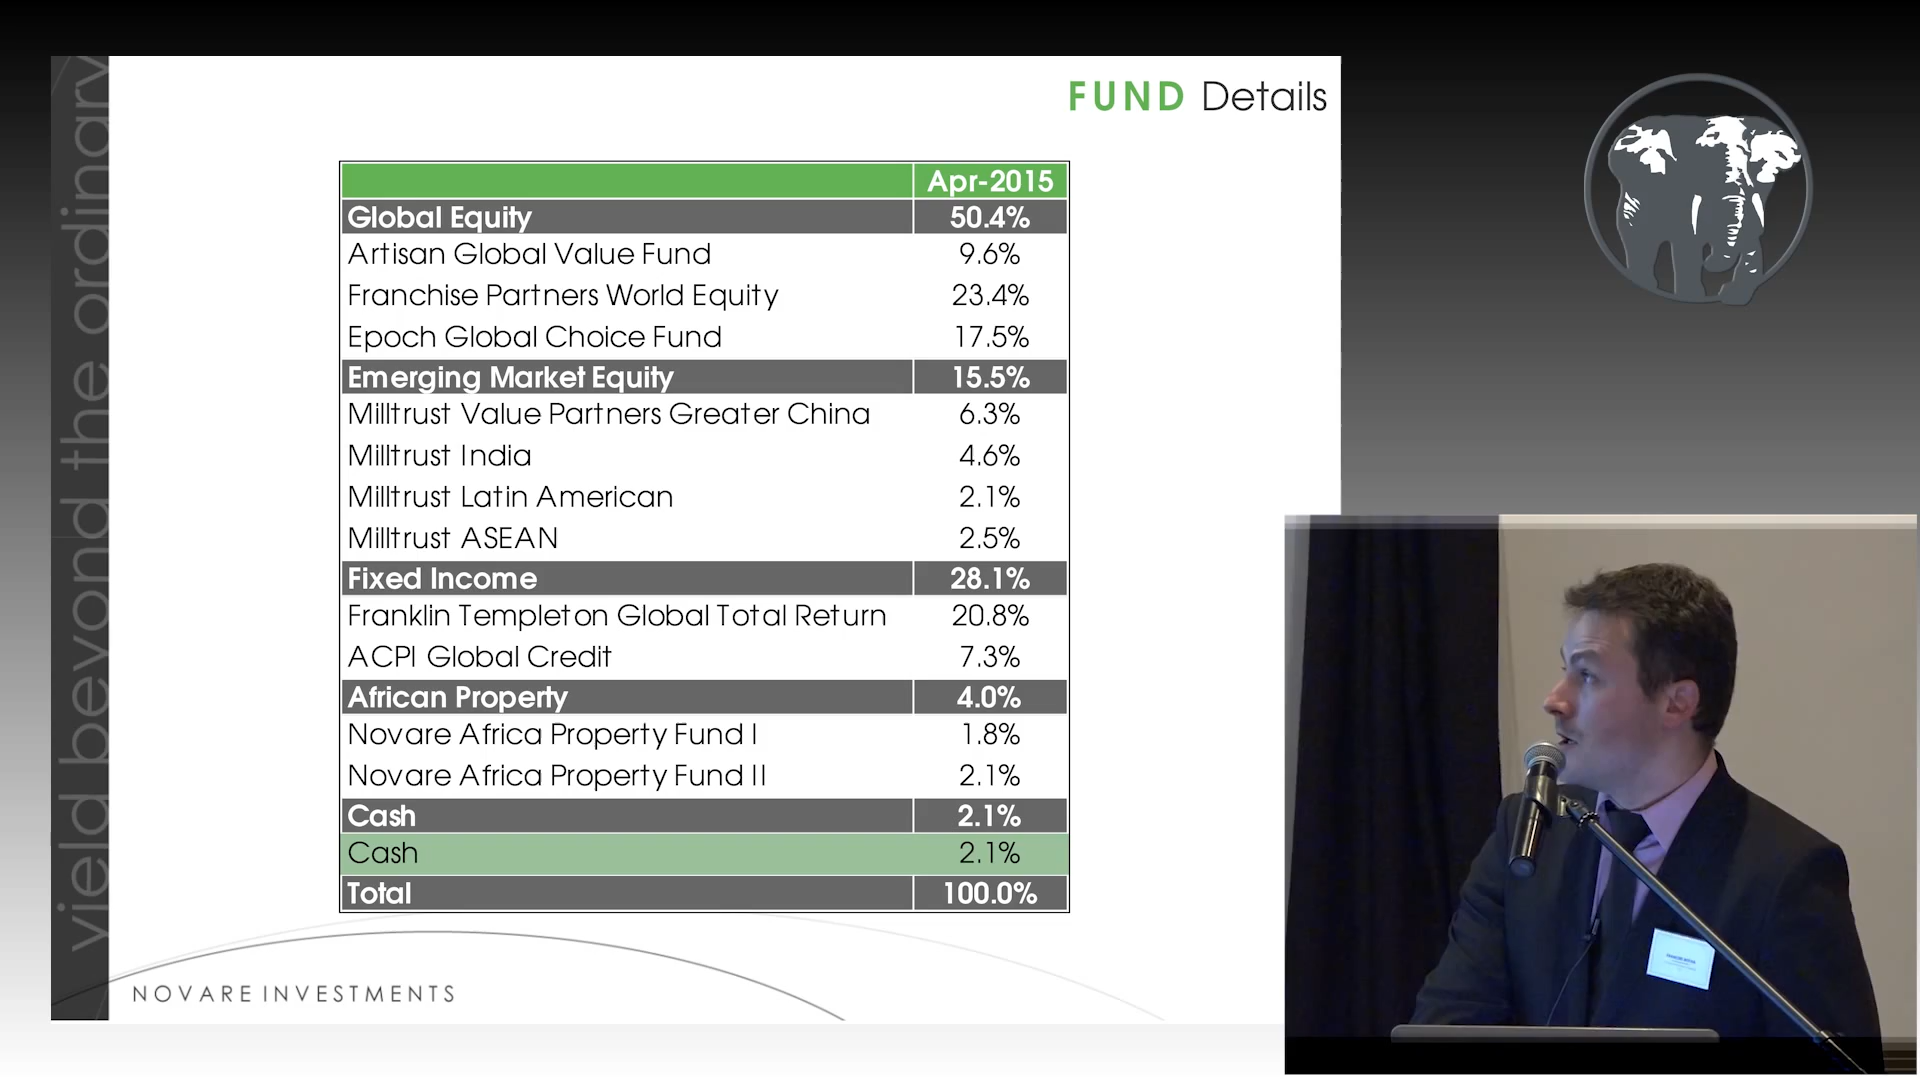 yield beyond the ordinary
FUND Details
Apr-2015
Global Equity 50.4%
Artisan Global Value Fund 9.6%
Franchise Partners World Equity 23.4%
Epoch Global Choice Fund 17.5%
Emerging Market Equity 15.5%
Milltrust Value Partners Greater China 6.3%
Milltrust India 4.6%
Milltrust Latin American 2.1%
Milltrust ASEAN 2.5%
Fixed Income 28.1%
Franklin Templeton Global Total Return 20.8%
ACPI Global Credit 7.3%
African Property 4.0%
Novare Africa Property Fund I 1.8%
Novare Africa Property Fund II 2.1%
Cash 2.1%
Cash 2.1%
Total 100.0%
NOVARE INVESTMENTS